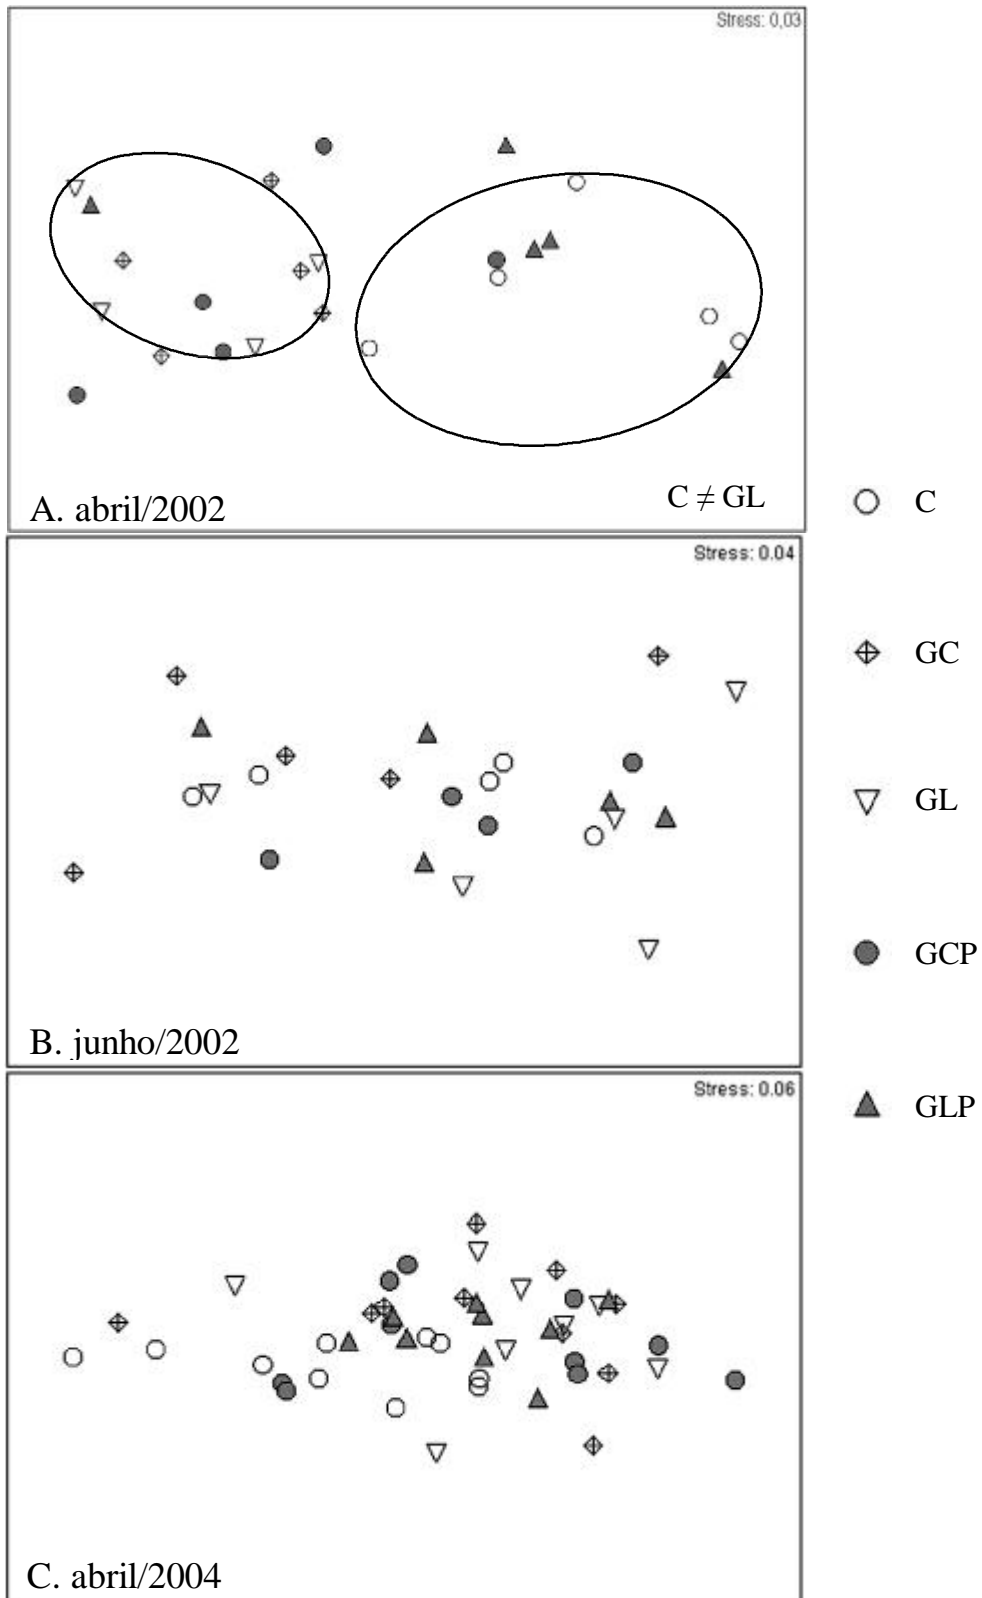 Stress: 0,03
A. abril/2002
C ≠ GL
Stress: 0.04
B. junho/2002
Stress: 0.06
C. abril/2004
C
GC
GL
GCP
GLP